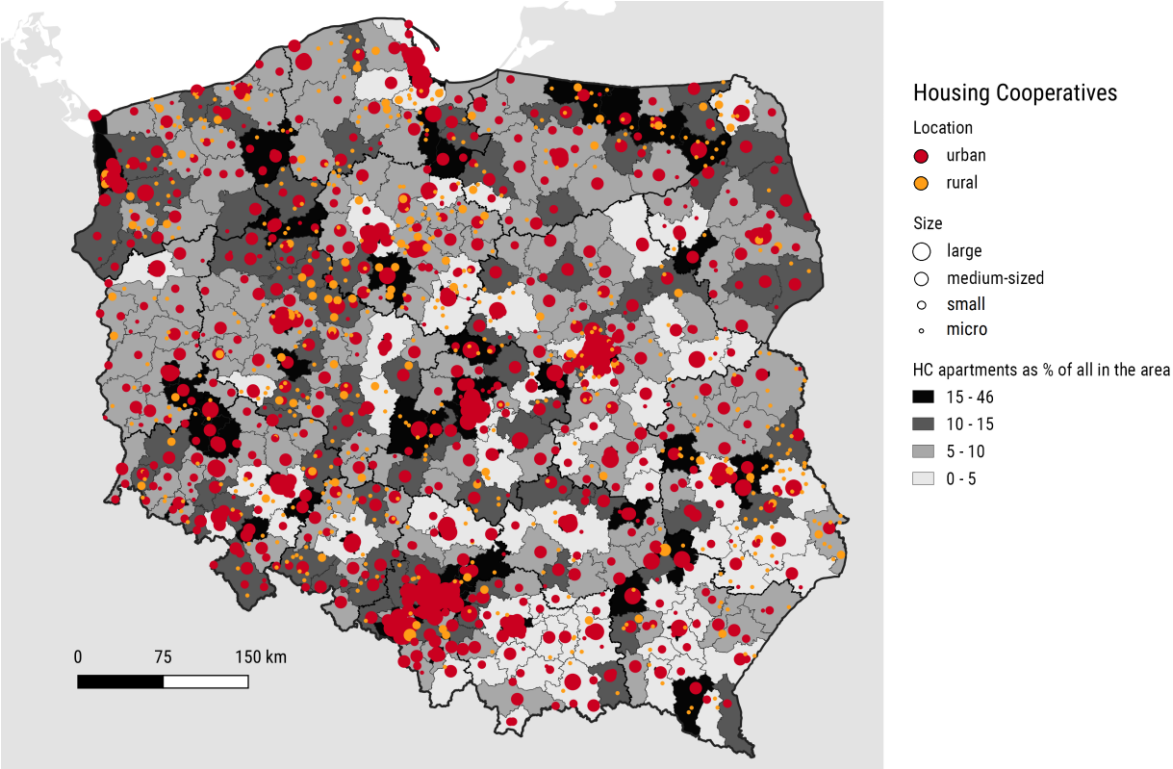 Housing Cooperatives
Location
urban
rural
Size
large
medium-sized
small
micro
HC apartments as % of all in the area
15 - 46
10 - 15
5 - 10
0 - 5
0 75 150 km